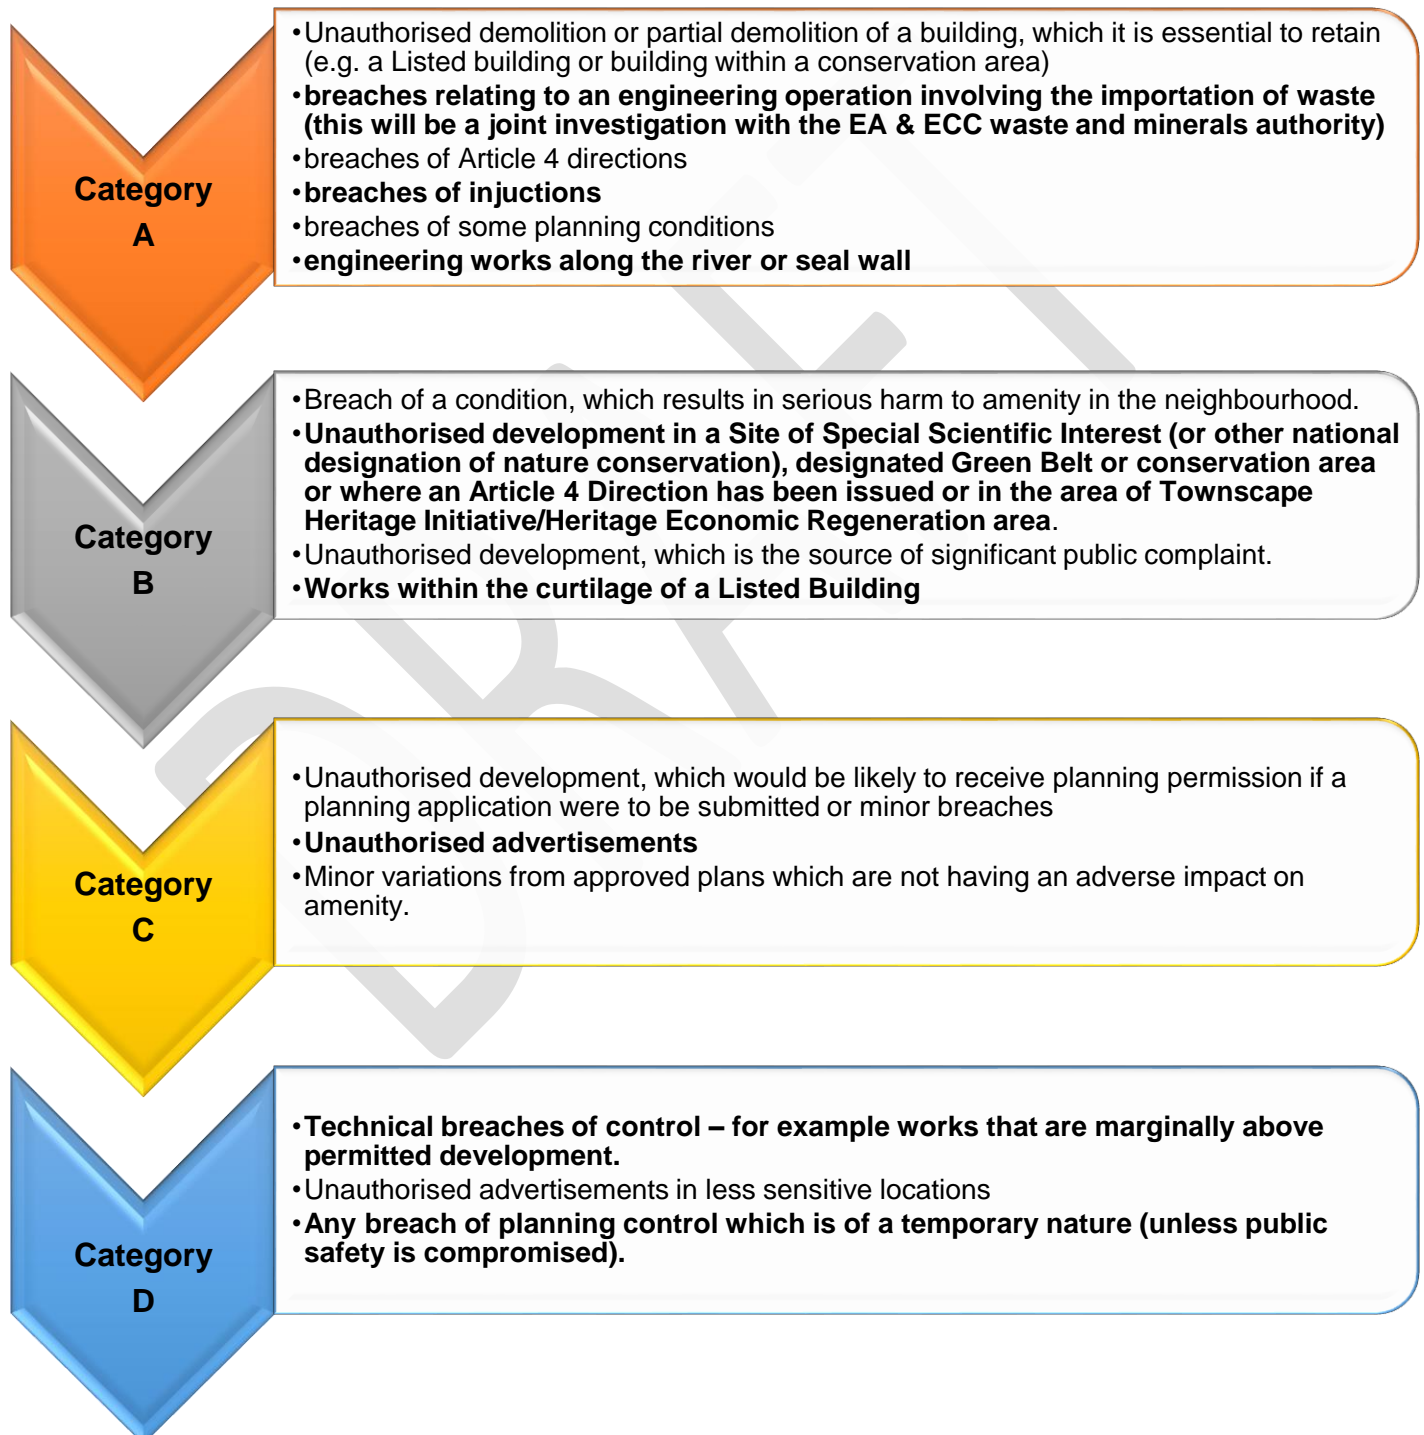 •Unauthorised demolition or partial demolition of a building, which it is essential to retain
(e.g. a Listed building or building within a conservation area)
•breaches relating to an engineering operation involving the importation of waste
(this will be a joint investigation with the EA & ECC waste and minerals authority)
•breaches of Article 4 directions
•breaches of injuctions
•breaches of some planning conditions
•engineering works along the river or seal wall
Category
A
•Breach of a condition, which results in serious harm to amenity in the neighbourhood.
•Unauthorised development in a Site of Special Scientific Interest (or other national
designation of nature conservation), designated Green Belt or conservation area
or where an Article 4 Direction has been issued or in the area of Townscape
Heritage Initiative/Heritage Economic Regeneration area.
•Unauthorised development, which is the source of significant public complaint.
•Works within the curtilage of a Listed Building
Category
B
•Unauthorised development, which would be likely to receive planning permission if a
planning application were to be submitted or minor breaches
•Unauthorised advertisements
•Minor variations from approved plans which are not having an adverse impact on
amenity.
Category
C
•Technical breaches of control – for example works that are marginally above
permitted development.
•Unauthorised advertisements in less sensitive locations
•Any breach of planning control which is of a temporary nature (unless public
safety is compromised).
Category
D
DRAFT